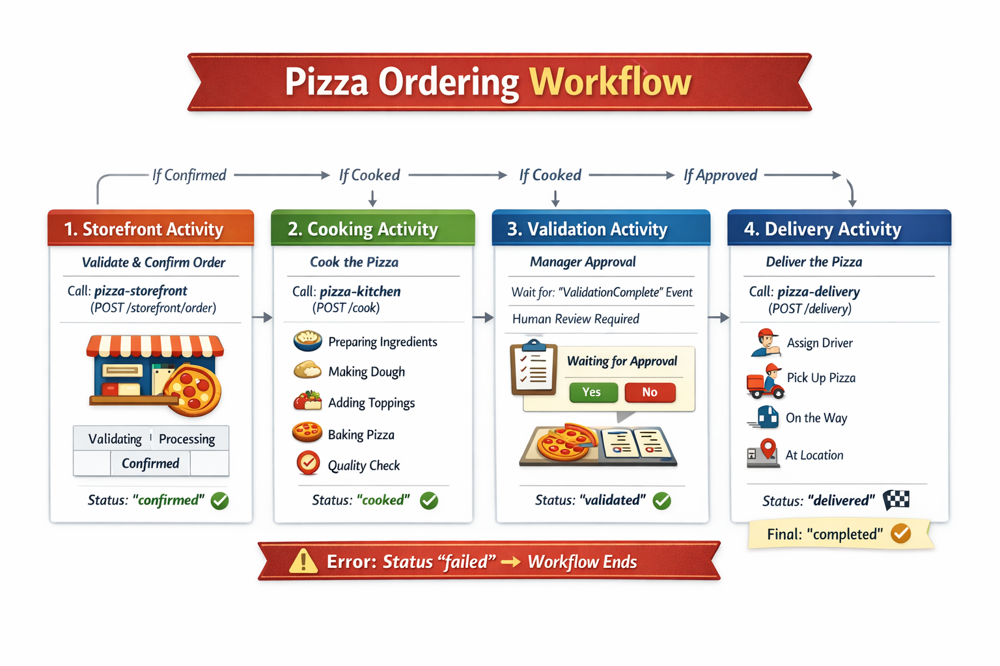 Pizza Ordering Workflow
If Confirmed
If Cooked
If Cooked
If Approved
1. Storefront Activity
Validate & Confirm Order
Call: pizza-storefront
(POST /storefront/order)
Validating
Processing
Confirmed
Status: "confirmed"
2. Cooking Activity
Cook the Pizza
Call: pizza-kitchen
(POST /cook)
Preparing Ingredients
Making Dough
Adding Toppings
Baking Pizza
Quality Check
Status: "cooked"
3. Validation Activity
Manager Approval
Wait for: "ValidationComplete" Event
Human Review Required
Waiting for Approval
Yes
No
Status: "validated"
4. Delivery Activity
Deliver the Pizza
Call: pizza-delivery
(POST /delivery)
Assign Driver
Pick Up Pizza
On the Way
At Location
Status: "delivered"
Final: "completed"
Error: Status “failed” → Workflow Ends